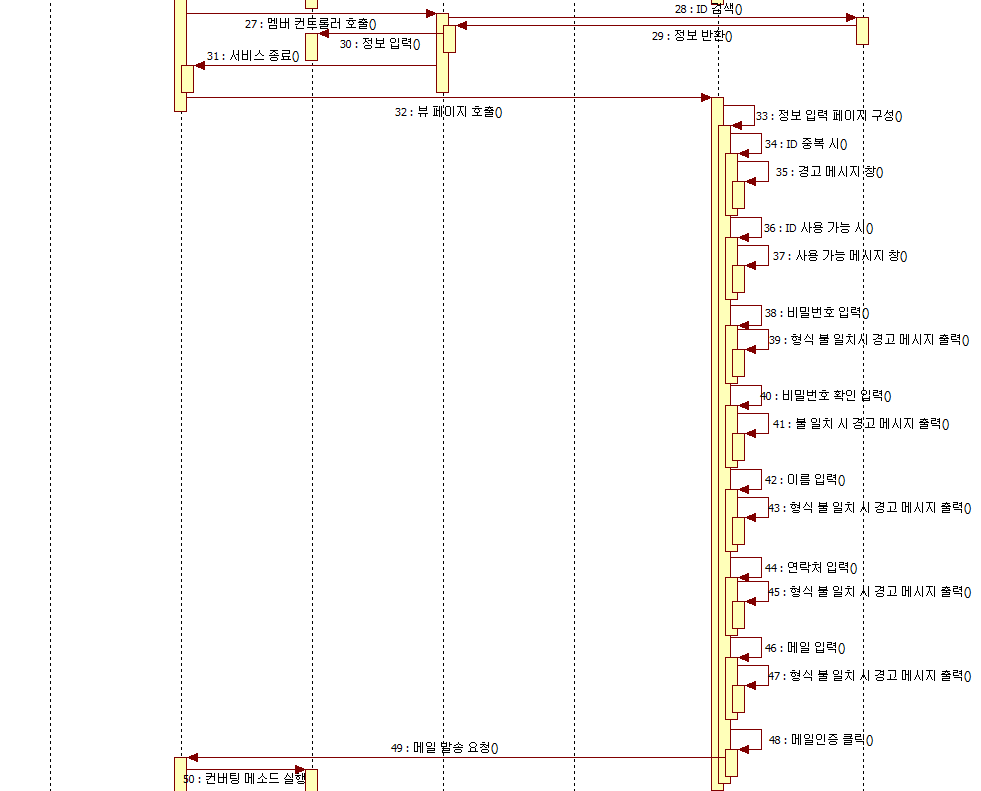 28 : ID 검색()
27 : 멤버 컨트롤러 호출()
29 : 정보 반환()
30 : 정보 입력()
31 : 서비스 종료()
32 : 뷰 페이지 호출()
33 : 정보 입력 페이지 구성()
34 : ID 중복 시()
35 : 경고 메시지 창()
36 : ID 사용 가능 시()
37 : 사용 가능 메시지 창()
38 : 비밀번호 입력()
39 : 형식 불 일치시 경고 메시지 출력()
40 : 비밀번호 확인 입력()
41 : 불 일치 시 경고 메시지 출력()
42 : 이름 입력()
43 : 형식 불 일치 시 경고 메시지 출력()
44 : 연락처 입력()
45 : 형식 불 일치 시 경고 메시지 출력()
46 : 메일 입력()
47 : 형식 불 일치 시 경고 메시지 출력()
48 : 메일인증 클릭()
49 : 메일 발송 요청()
50 : 컨버팅 메소드 실행